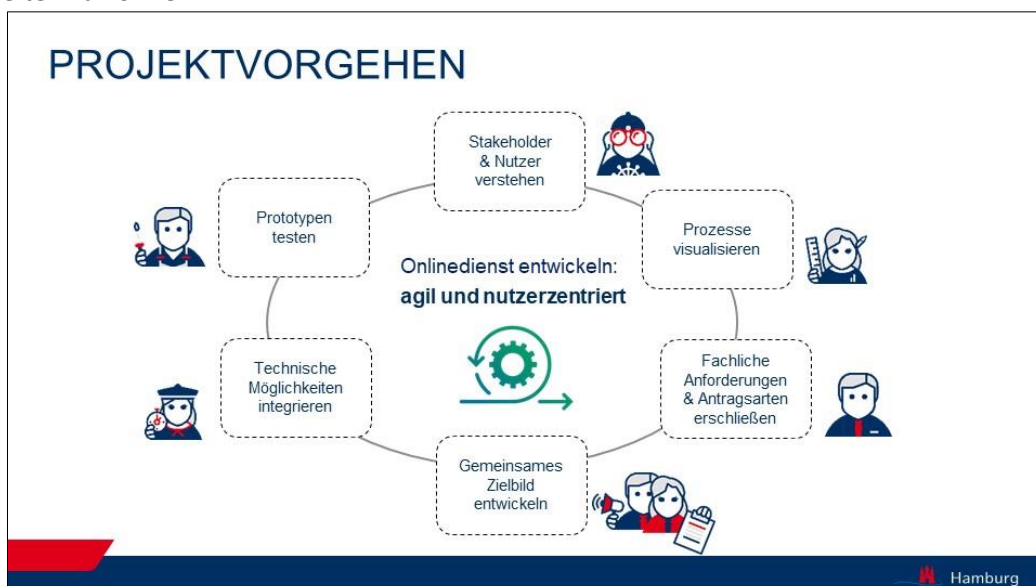 PROJEKTVORGEHEN
Stakeholder
& Nutzer
verstehen
Prozesse
visualisieren
Fachliche
Anforderungen
& Antragsarten
erschließen
Gemeinsames
Zielbild
entwickeln
Technische
Möglichkeiten
integrieren
Prototypen
testen
Onlinedienst entwickeln:
agil und nutzerzentriert
Hamburg